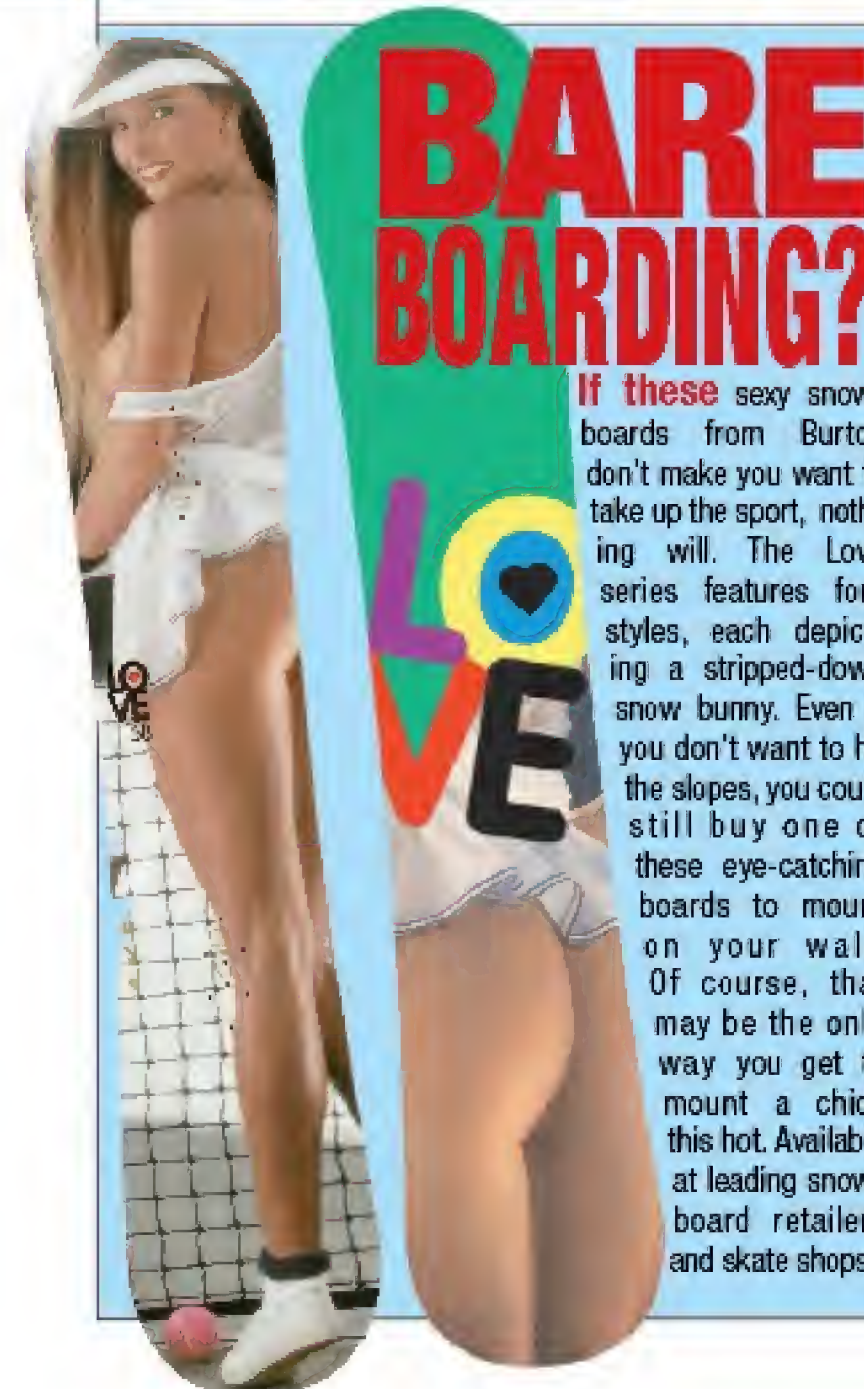 BARE
BOARDING?
If these sexy snow
boards from Burto
don't make you want t
take up the sport, noth
ing will. The Lov
series features fo
styles, each depic
ing a stripped-dow
snow bunny. Even
you don't want to h
the slopes, you cou
still buy one o
these eye-catchin
boards to moun
on your wal
Of course, tha
may be the onl
way you get t
mount a chic
this hot. Availab
at leading snow
board retailer
and skate shops
LO
VE
LO
VE